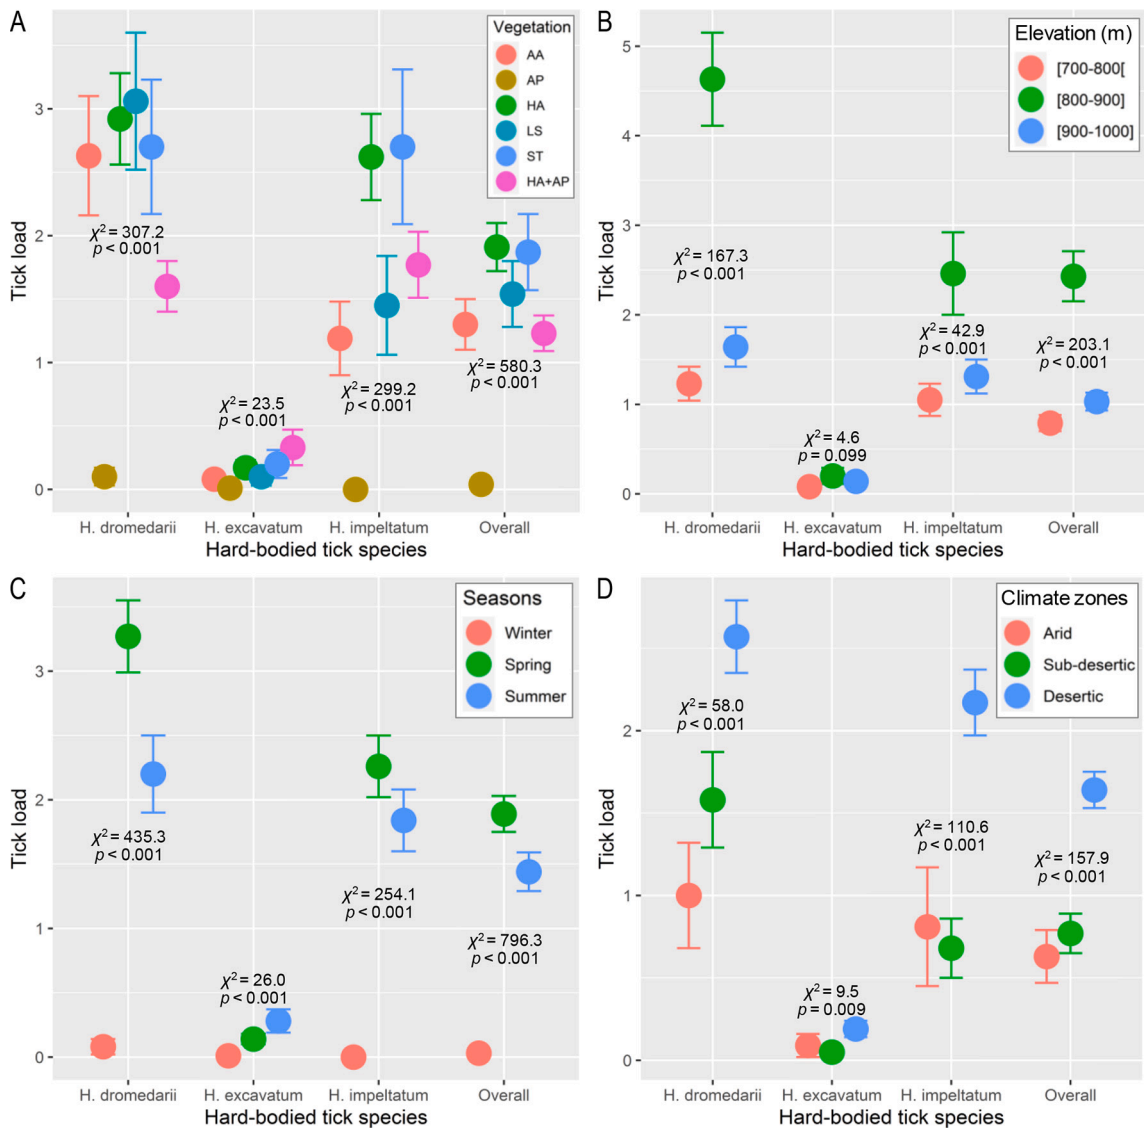 A
Vegetation
AA
AP
HA
LS
ST
HA+AP
Tick load
3
2
1
0
χ² = 307.2
p < 0.001
χ² = 23.5
p < 0.001
χ² = 299.2
p < 0.001
χ² = 580.3
p < 0.001
H. dromedarii H. excavatum H. impeltatum Overall
Hard-bodied tick species
B
Elevation (m)
[700-800[
[800-900]
[900-1000]
Tick load
5
4
3
2
1
0
χ² = 167.3
p < 0.001
χ² = 4.6
p = 0.099
χ² = 42.9
p < 0.001
χ² = 203.1
p < 0.001
H. dromedarii H. excavatum H. impeltatum Overall
Hard-bodied tick species
C
Seasons
Winter
Spring
Summer
Tick load
3
2
1
0
χ² = 435.3
p < 0.001
χ² = 26.0
p < 0.001
χ² = 254.1
p < 0.001
χ² = 796.3
p < 0.001
H. dromedarii H. excavatum H. impeltatum Overall
Hard-bodied tick species
D
Climate zones
Arid
Sub-desertic
Desertic
Tick load
2
1
0
χ² = 58.0
p < 0.001
χ² = 9.5
p = 0.009
χ² = 110.6
p < 0.001
χ² = 157.9
p < 0.001
H. dromedarii H. excavatum H. impeltatum Overall
Hard-bodied tick species